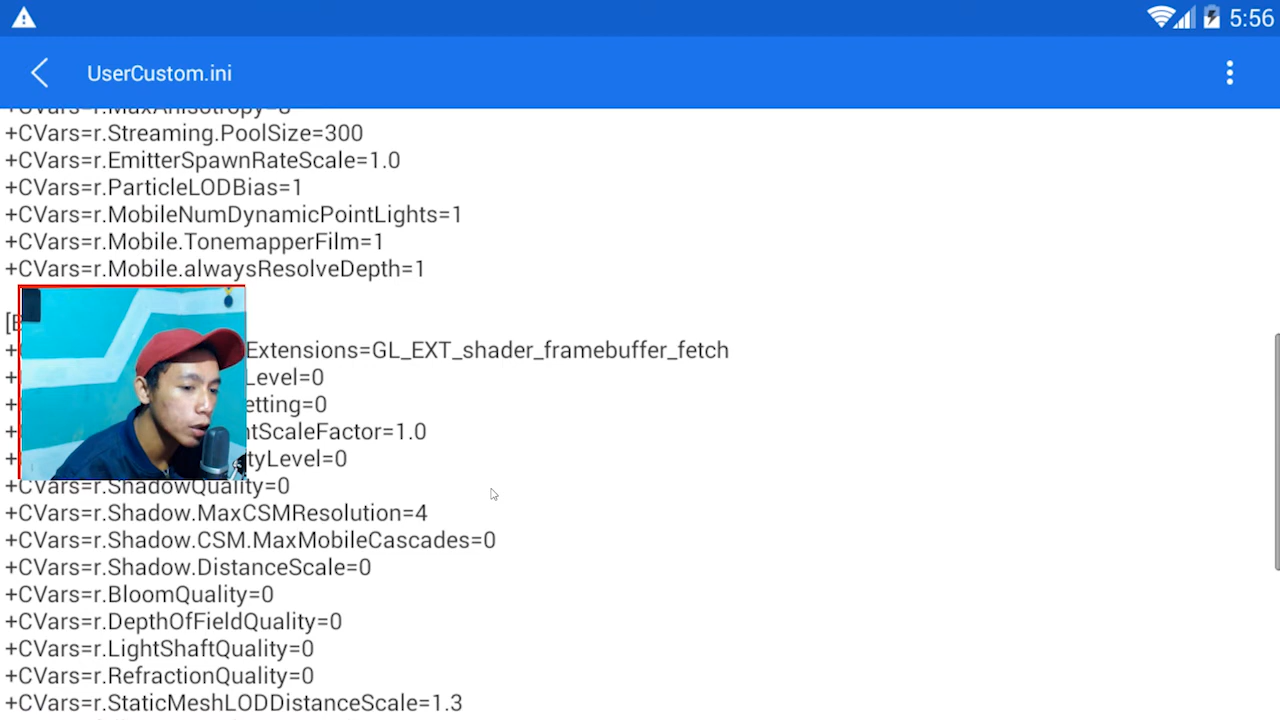 5:56
UserCustom.ini
+CVars=r.MaxAnisotropy=8
+CVars=r.Streaming.PoolSize=300
+CVars=r.EmitterSpawnRateScale=1.0
+CVars=r.ParticleLODBias=1
+CVars=r.MobileNumDynamicPointLights=1
+CVars=r.Mobile.TonemapperFilm=1
+CVars=r.Mobile.alwaysResolveDepth=1
Extensions=GL_EXT_shader_framebuffer_fetch
Level=0
etting=0
ntScaleFactor=1.0
tyLevel=0
+CVars=r.ShadowQuality=0
+CVars=r.Shadow.MaxCSMResolution=4
+CVars=r.Shadow.CSM.MaxMobileCascades=0
+CVars=r.Shadow.DistanceScale=0
+CVars=r.BloomQuality=0
+CVars=r.DepthOfFieldQuality=0
+CVars=r.LightShaftQuality=0
+CVars=r.RefractionQuality=0
+CVars=r.StaticMeshLODDistanceScale=1.3